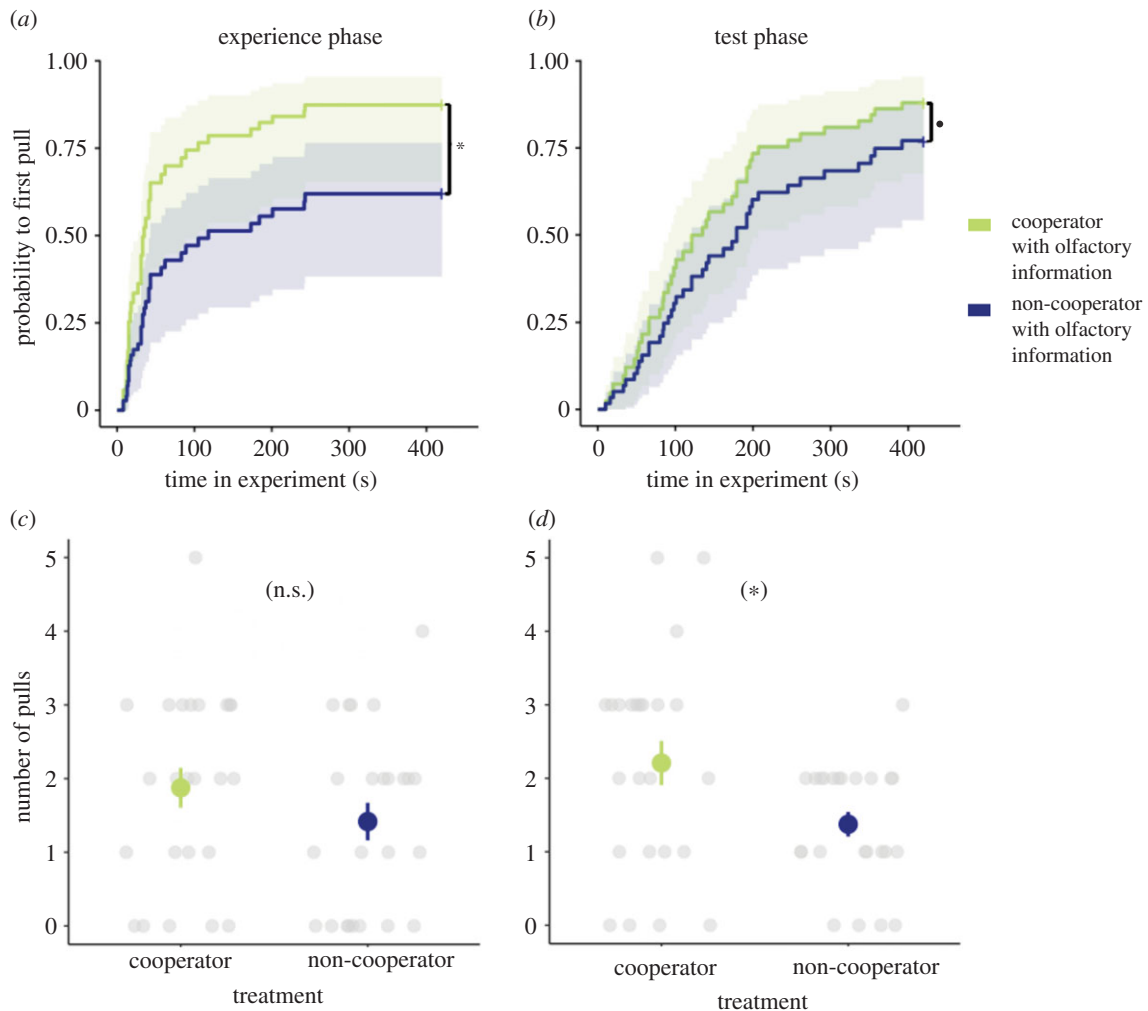 (a)
experience phase
1.00
0.75
0.50
0.25
0
probability to first pull
*
0 100 200 300 400
time in experiment (s)
(b)
test phase
1.00
0.75
0.50
0.25
0
•
0 100 200 300 400
time in experiment (s)
cooperator
with olfactory
information
non-cooperator
with olfactory
information
(c)
5
4
3
2
1
0
number of pulls
(n.s.)
cooperator non-cooperator
treatment
(d)
5
4
3
2
1
0
(*)
cooperator non-cooperator
treatment